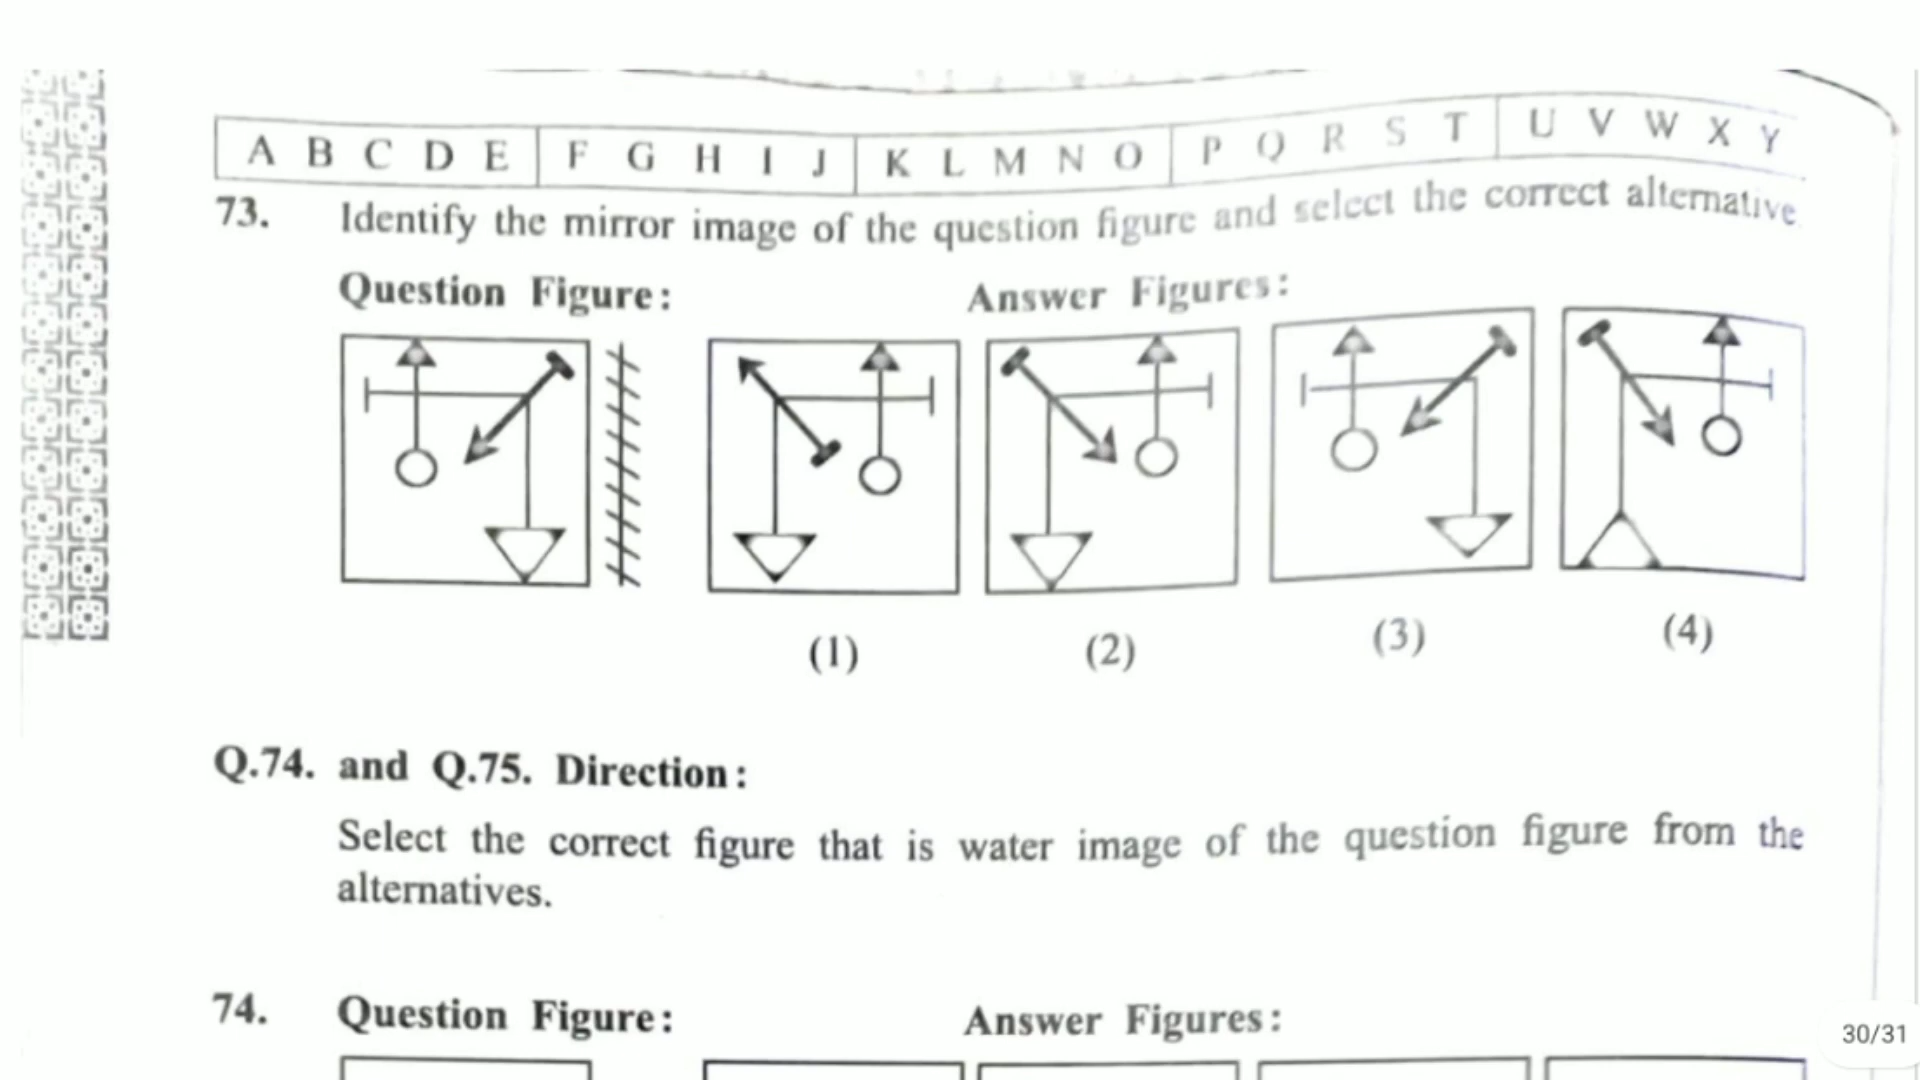 A B C D E F G H I J K L M N O P Q R S T U V W X Y
73. Identify the mirror image of the question figure and select the correct alternative.
Question Figure: Answer Figures:
(1) (2) (3) (4)
Q.74. and Q.75. Direction:
Select the correct figure that is water image of the question figure from the
alternatives.
74. Question Figure: Answer Figures:
30/31